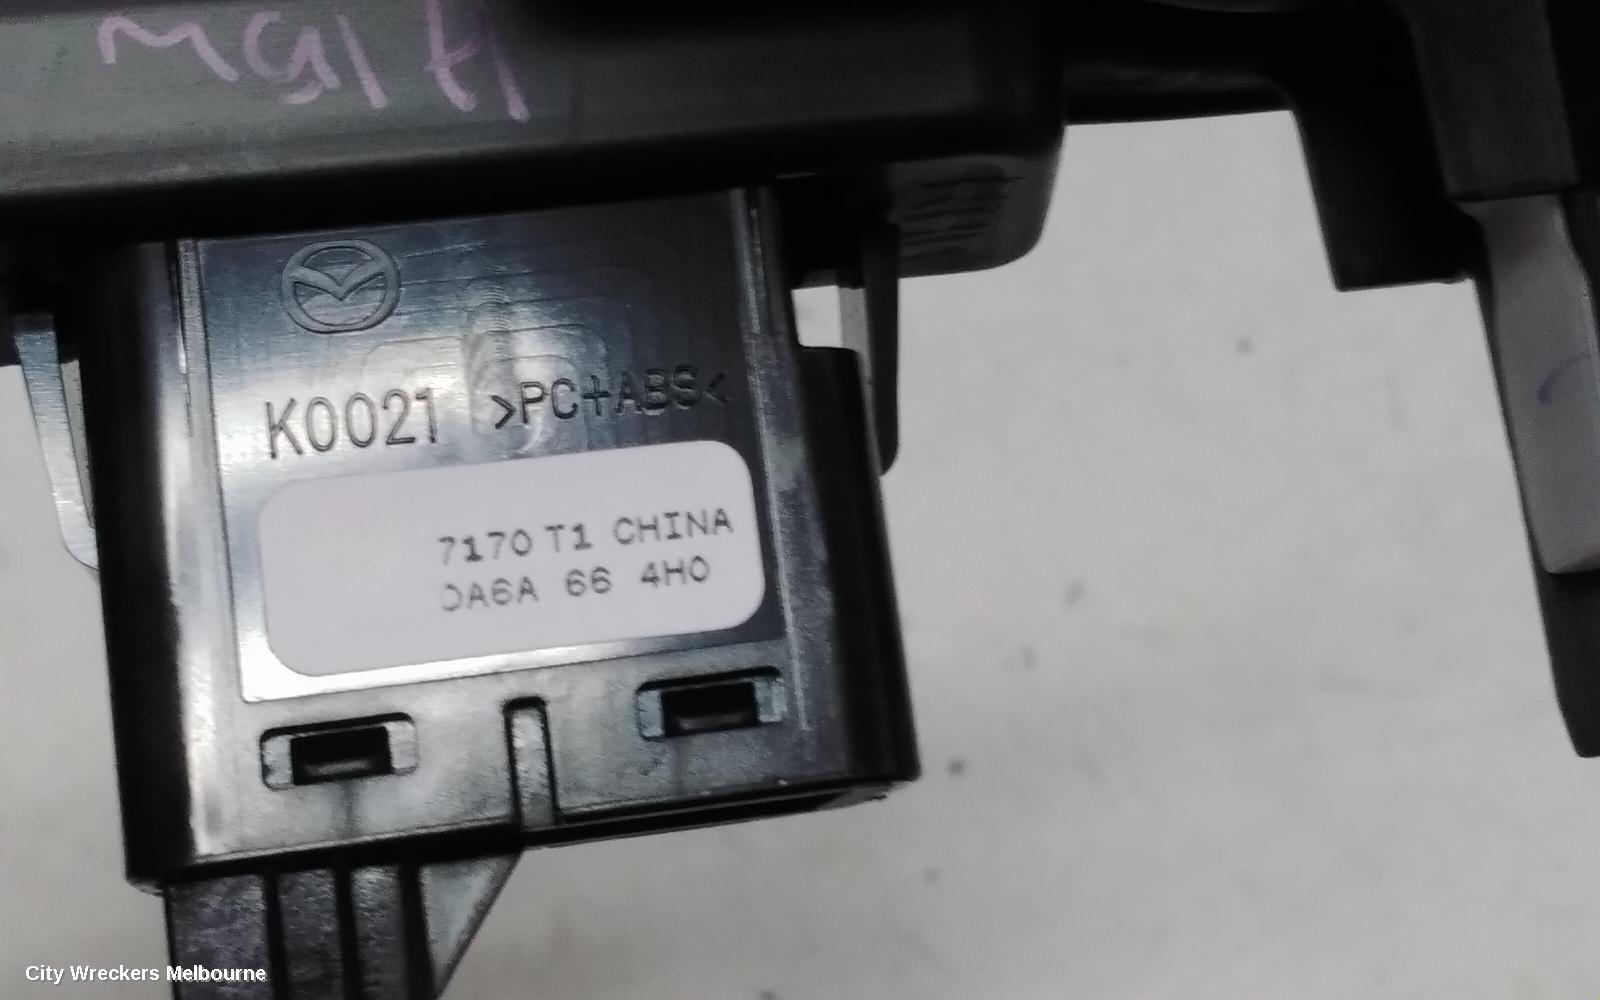 K0021 >PC+ABS<
7170 T1 CHINA
DA6A 66 4H0
City Wreckers Melbourne